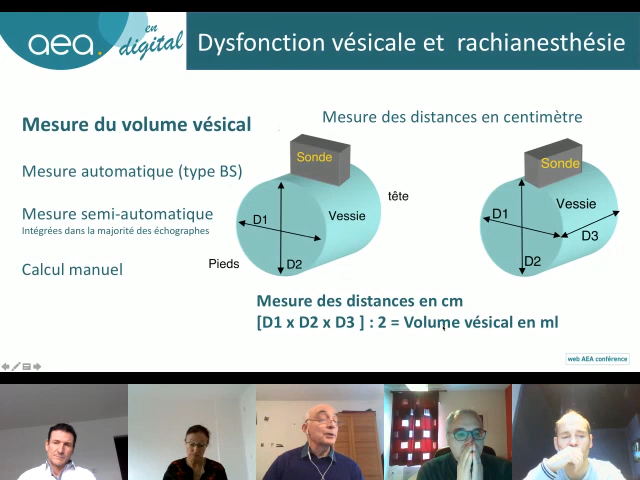 aea.
en
digital
Dysfonction vésicale et rachianesthésie
Mesure du volume vésical
Mesure des distances en centimètre
Mesure automatique (type BS)
Mesure semi-automatique
Intégrées dans la majorité des échographes
Calcul manuel
Sonde
tête
Vessie
D1
D2
Pieds
Sonde
Vessie
D1
D3
D2
Mesure des distances en cm
[D1 x D2 x D3 ] : 2 = Volume vésical en ml
web AEA conférence